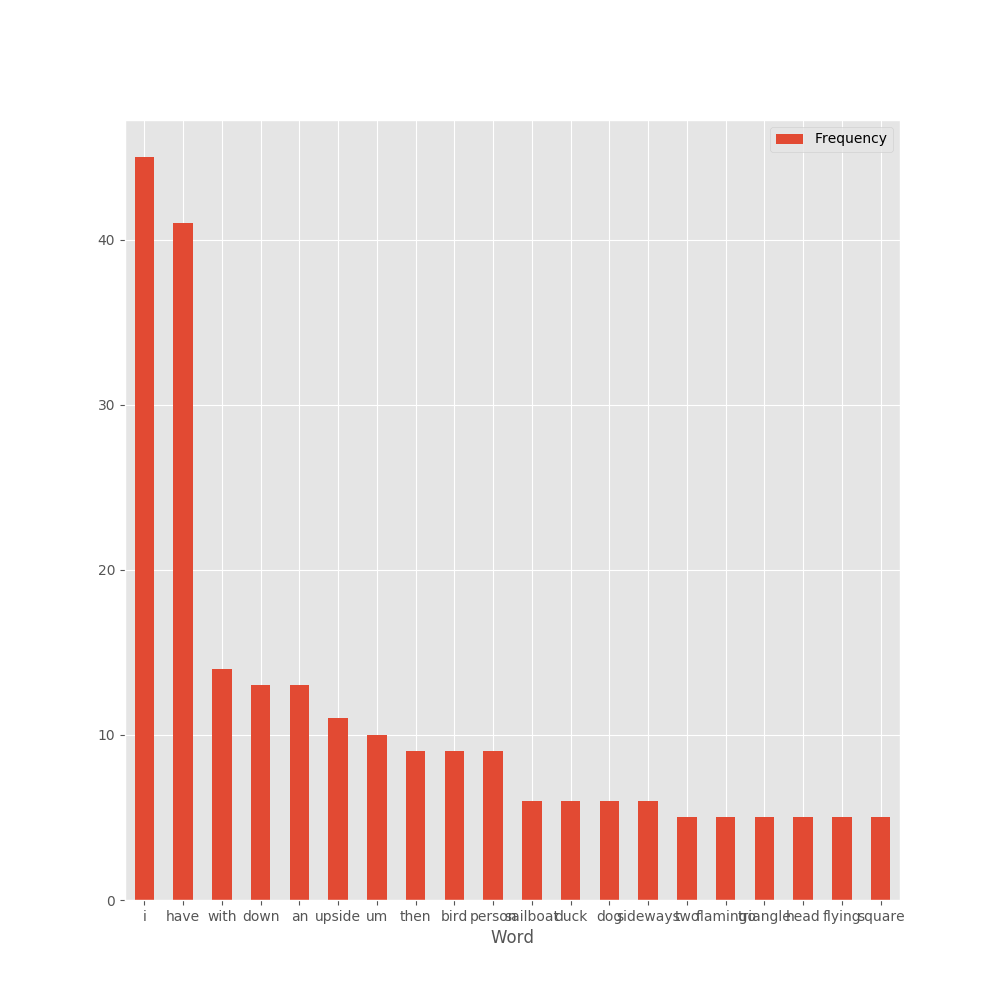 Frequency
40
30
20
10
0
i have with down an upside um then bird person sailboat duck dog sideways two flamingo triangle head flying square
Word